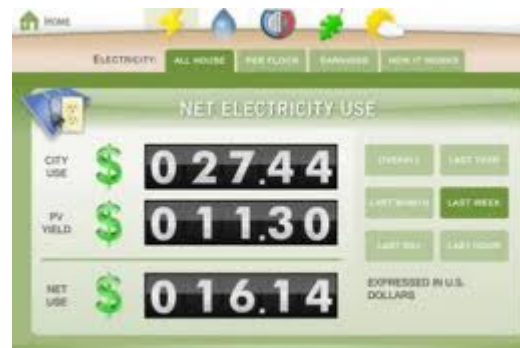 HOME
ELECTRICITY: ALL HOUSE PER FLOOR EARNINGS HOW IT WORKS
NET ELECTRICITY USE
CITY USE $ 027.44
PV YIELD $ 011.30
NET USE $ 016.14
OVERALL LAST YEAR
LAST MONTH LAST WEEK
LAST DAY LAST HOUR
EXPRESSED IN U.S.
DOLLARS